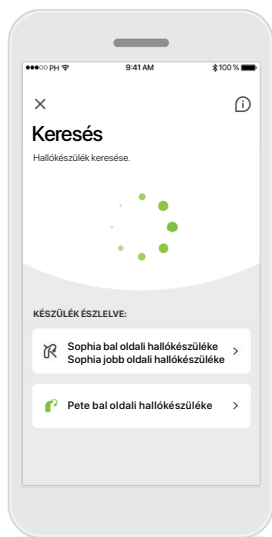 ●●●○○ PH 9:41 AM 100 %
Keresés
Hallókészülék keresése.
KÉSZÜLÉK ÉSZLELVE:
Sophia bal oldali hallókészüléke
Sophia jobb oldali hallókészüléke
Pete bal oldali hallókészüléke